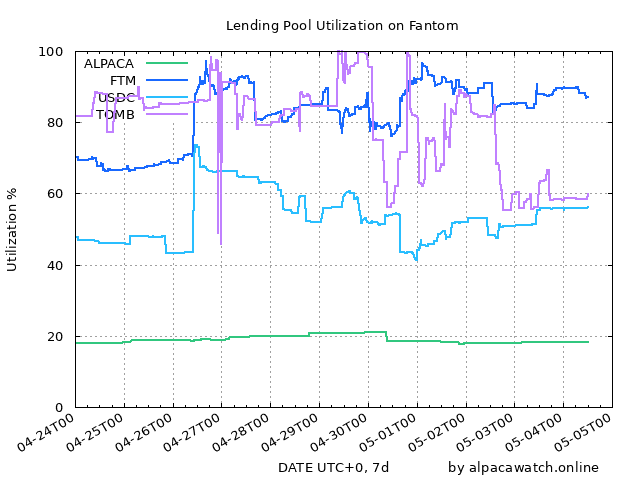 Lending Pool Utilization on Fantom
Utilization %
100
80
60
40
20
0
ALPACA
FTM
USDC
TOMB
04-24T00
04-25T00
04-26T00
04-27T00
04-28T00
04-29T00
04-30T00
05-01T00
05-02T00
05-03T00
05-04T00
05-05T00
DATE UTC+0, 7d
by alpacawatch.online